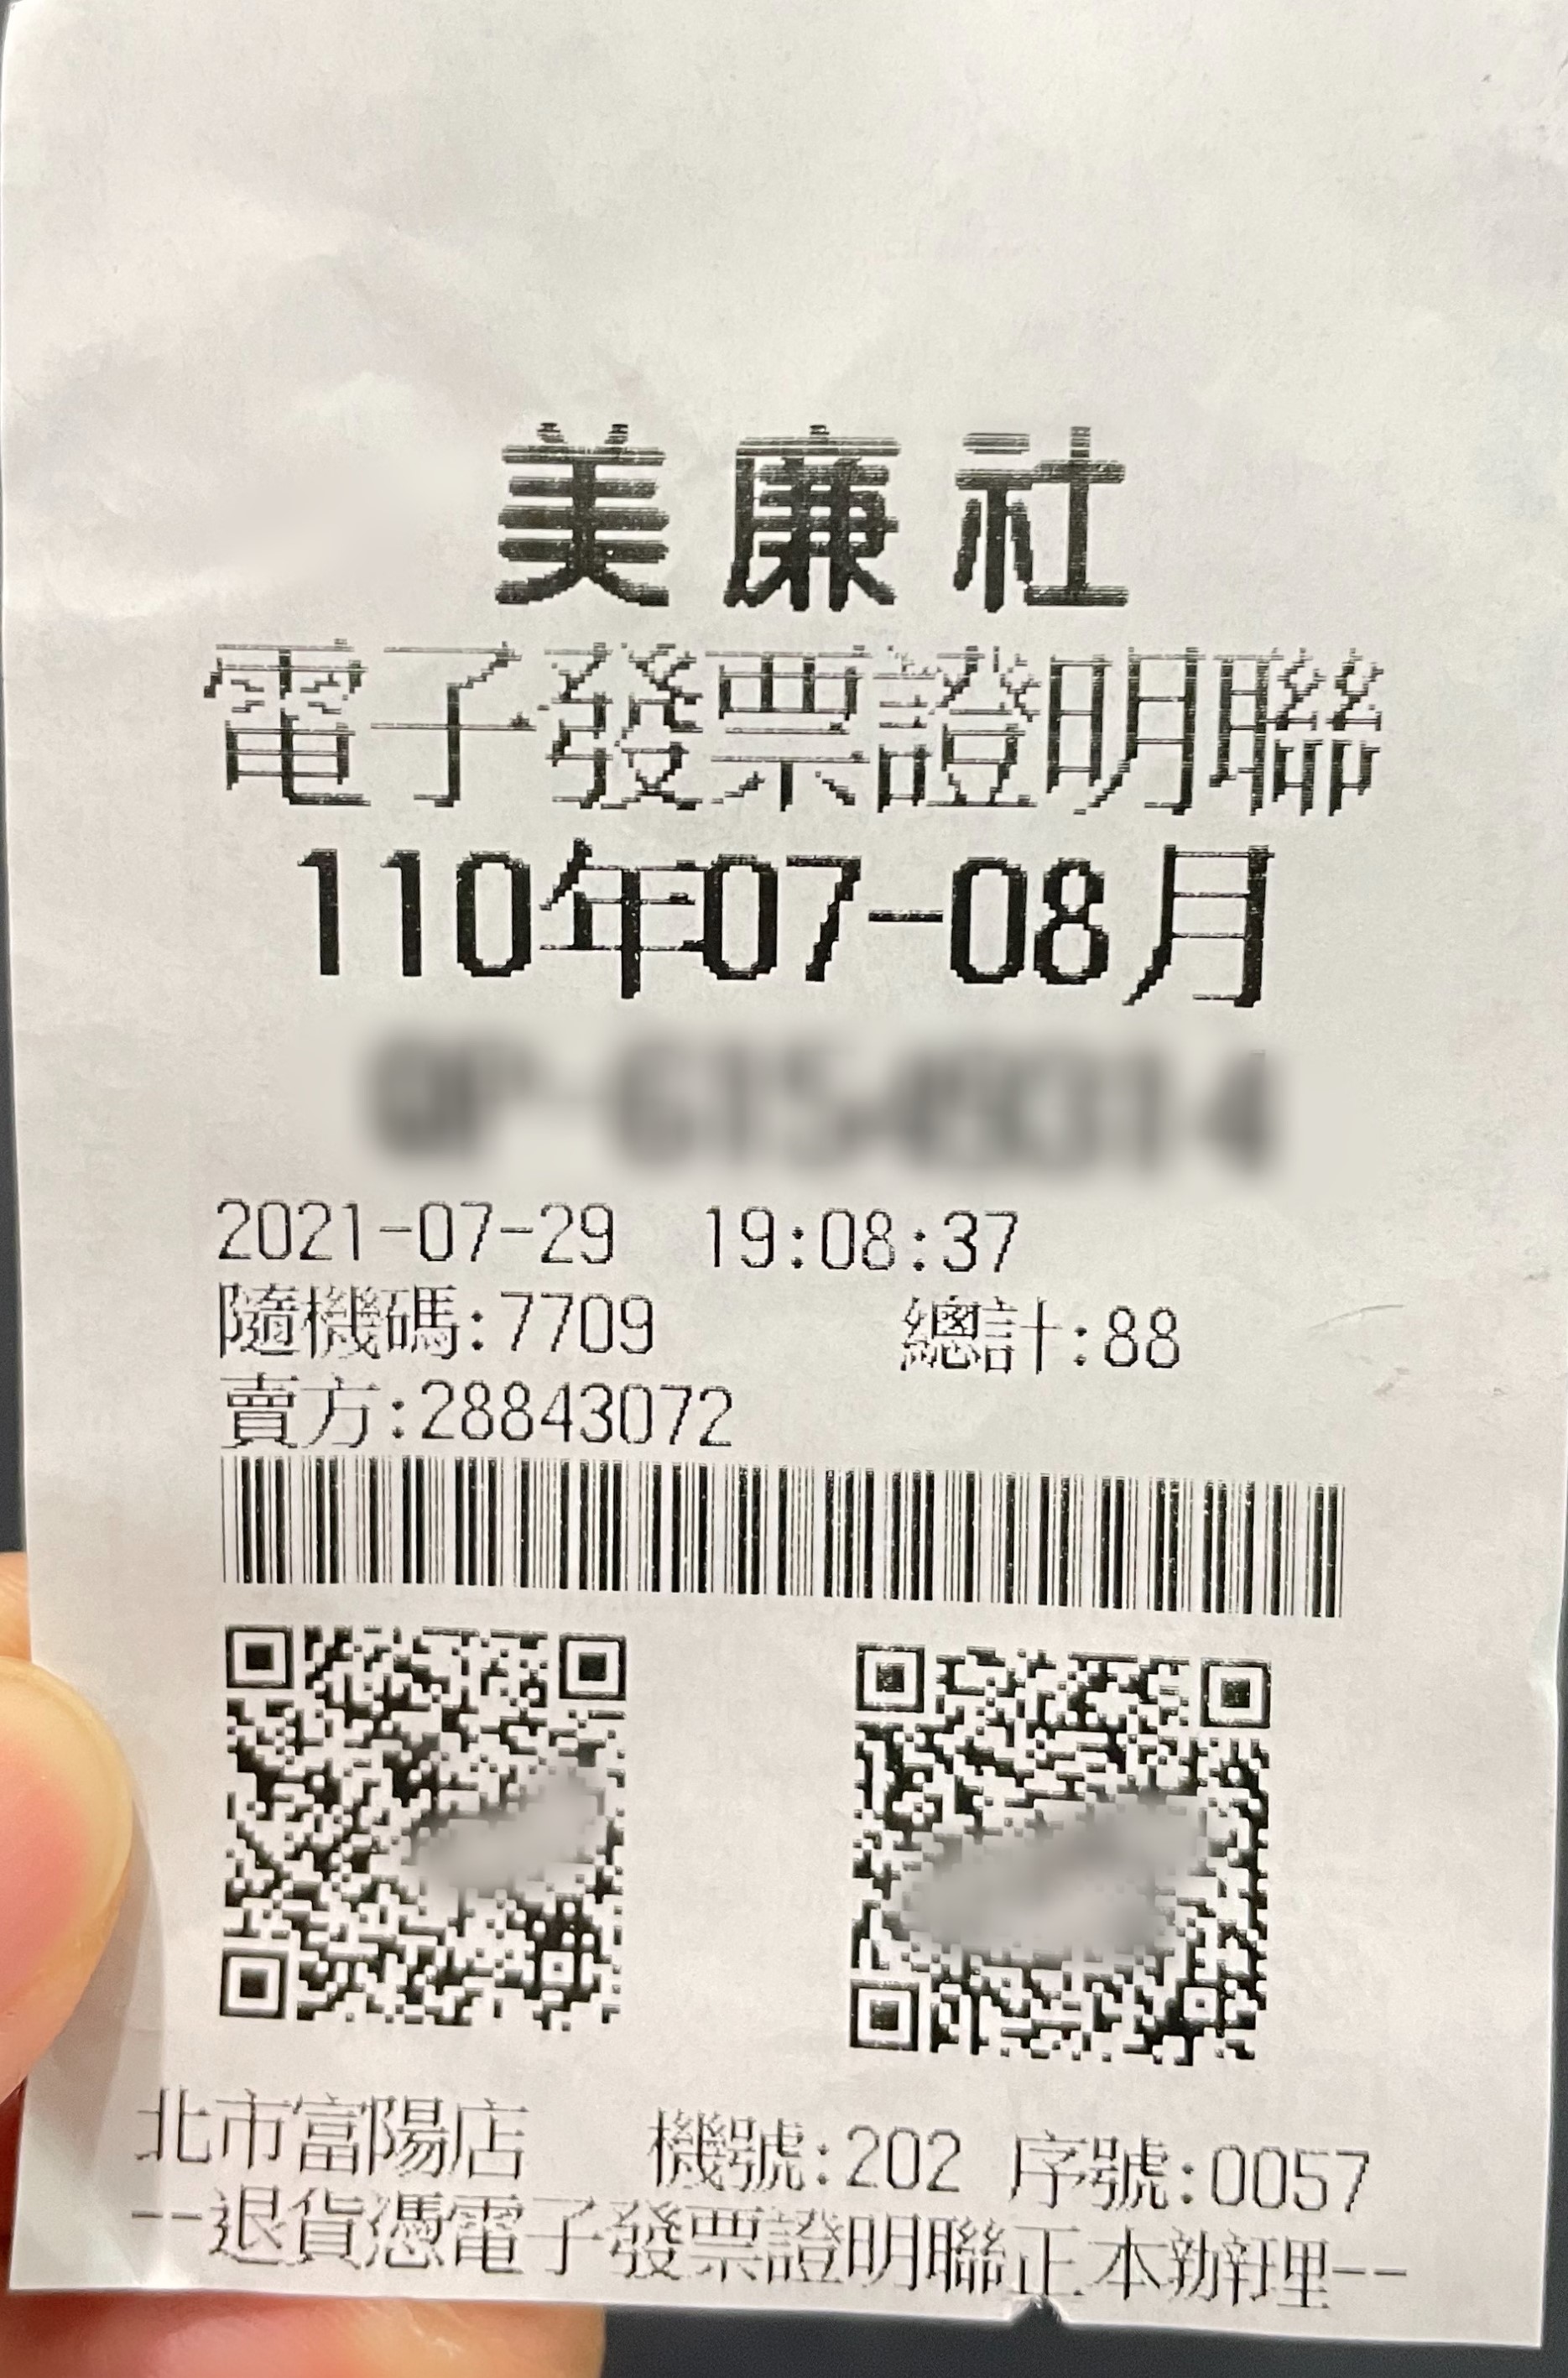 美廉社
電子發票證明聯
110年07-08月
2021-07-29 19:08:37
隨機碼:7709 總計:88
賣方:28843072
北市富陽店 機號:202 序號:0057
--退貨憑電子發票證明聯正本辦理--